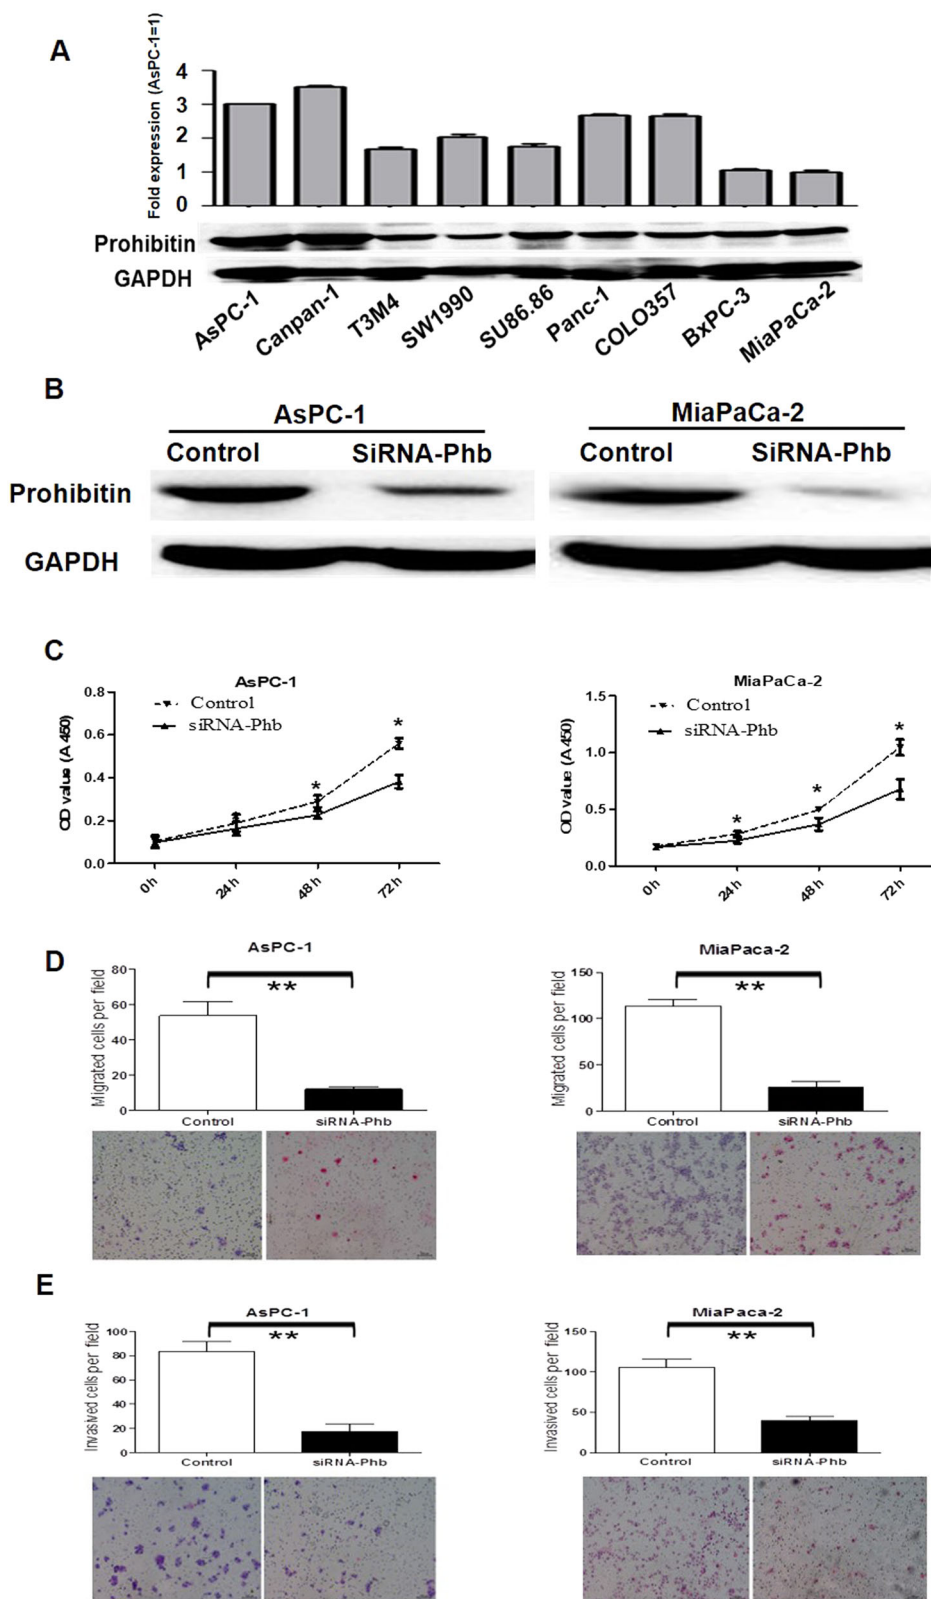 A
Fold expression (AsPC-1=1)
4
3
2
1
0
Prohibitin
GAPDH
AsPC-1 Canpan-1 T3M4 SW1990 SU86.86 Panc-1 COLO357 BxPC-3 MiaPaCa-2
B
AsPC-1 MiaPaCa-2
Control SiRNA-Phb Control SiRNA-Phb
Prohibitin
GAPDH
C
AsPC-1
OD value (A 450)
0.8
0.6
0.4
0.2
0.0
Control
siRNA-Phb
*
*
0h 24h 48h 72h
MiaPaCa-2
OD value (A 450)
1.5
1.0
0.5
0.0
Control
siRNA-Phb
*
*
*
0h 24h 48h 72h
D
AsPC-1
Migrated cells per field
80
60
40
20
0
**
Control siRNA-Phb
MiaPaca-2
Migrated cells per field
150
100
50
0
**
Control siRNA-Phb
E
AsPC-1
Invasived cells per field
100
80
60
40
20
0
**
Control siRNA-Phb
MiaPaca-2
Invasived cells per field
150
100
50
0
**
Control siRNA-Phb